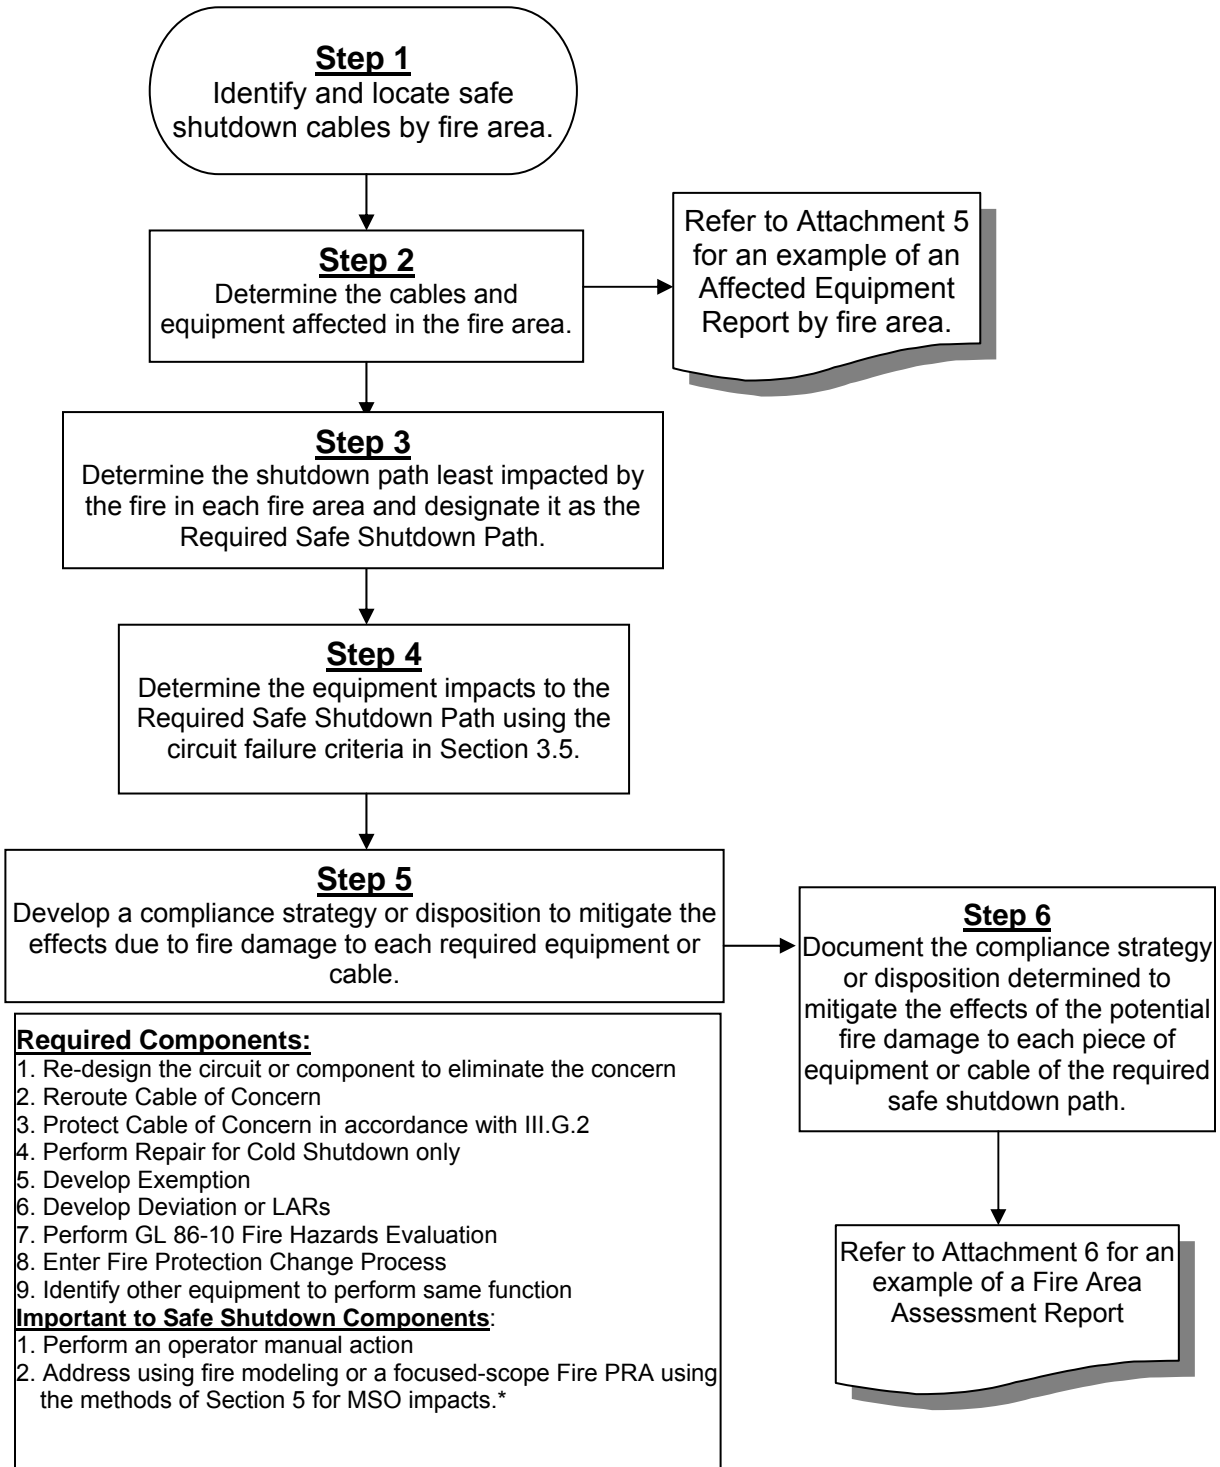 Step 1
Identify and locate safe
shutdown cables by fire area.
Step 2
Determine the cables and
equipment affected in the fire area.
Refer to Attachment 5
for an example of an
Affected Equipment
Report by fire area.
Step 3
Determine the shutdown path least impacted by
the fire in each fire area and designate it as the
Required Safe Shutdown Path.
Step 4
Determine the equipment impacts to the
Required Safe Shutdown Path using the
circuit failure criteria in Section 3.5.
Step 5
Develop a compliance strategy or disposition to mitigate the
effects due to fire damage to each required equipment or
cable.
Step 6
Document the compliance strategy
or disposition determined to
mitigate the effects of the potential
fire damage to each piece of
equipment or cable of the required
safe shutdown path.
Required Components:
1. Re-design the circuit or component to eliminate the concern
2. Reroute Cable of Concern
3. Protect Cable of Concern in accordance with III.G.2
4. Perform Repair for Cold Shutdown only
5. Develop Exemption
6. Develop Deviation or LARs
7. Perform GL 86-10 Fire Hazards Evaluation
8. Enter Fire Protection Change Process
9. Identify other equipment to perform same function
Important to Safe Shutdown Components:
1. Perform an operator manual action
2. Address using fire modeling or a focused-scope Fire PRA using
the methods of Section 5 for MSO impacts.*
Refer to Attachment 6 for an
example of a Fire Area
Assessment Report